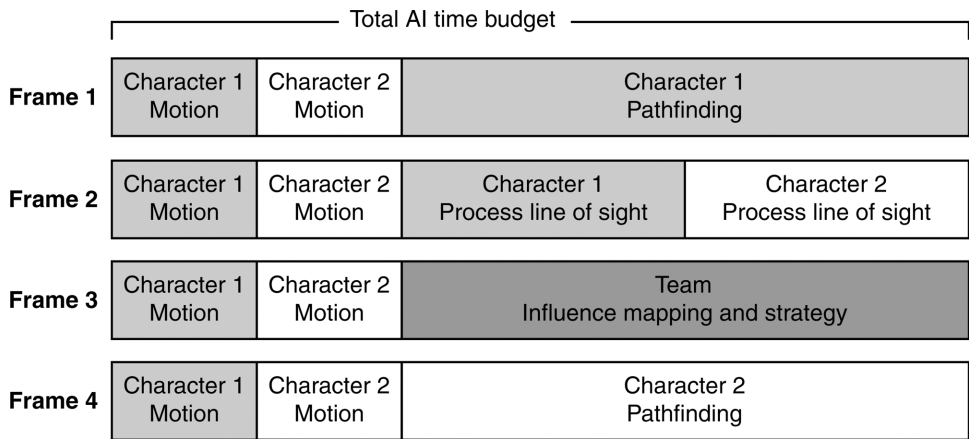 Total AI time budget
Frame 1
Character 1
Motion
Character 2
Motion
Character 1
Pathfinding
Frame 2
Character 1
Motion
Character 2
Motion
Character 1
Process line of sight
Character 2
Process line of sight
Frame 3
Character 1
Motion
Character 2
Motion
Team
Influence mapping and strategy
Frame 4
Character 1
Motion
Character 2
Motion
Character 2
Pathfinding